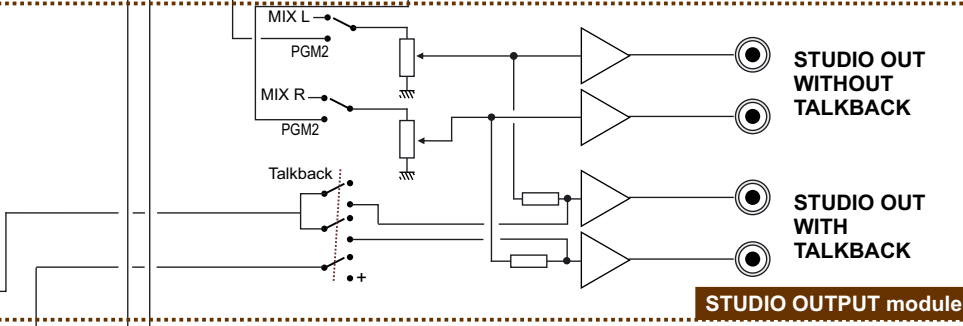 MIX L
PGM2
MIX R
PGM2
Talkback
+
STUDIO OUT
WITHOUT
TALKBACK
STUDIO OUT
WITH
TALKBACK
STUDIO OUTPUT module